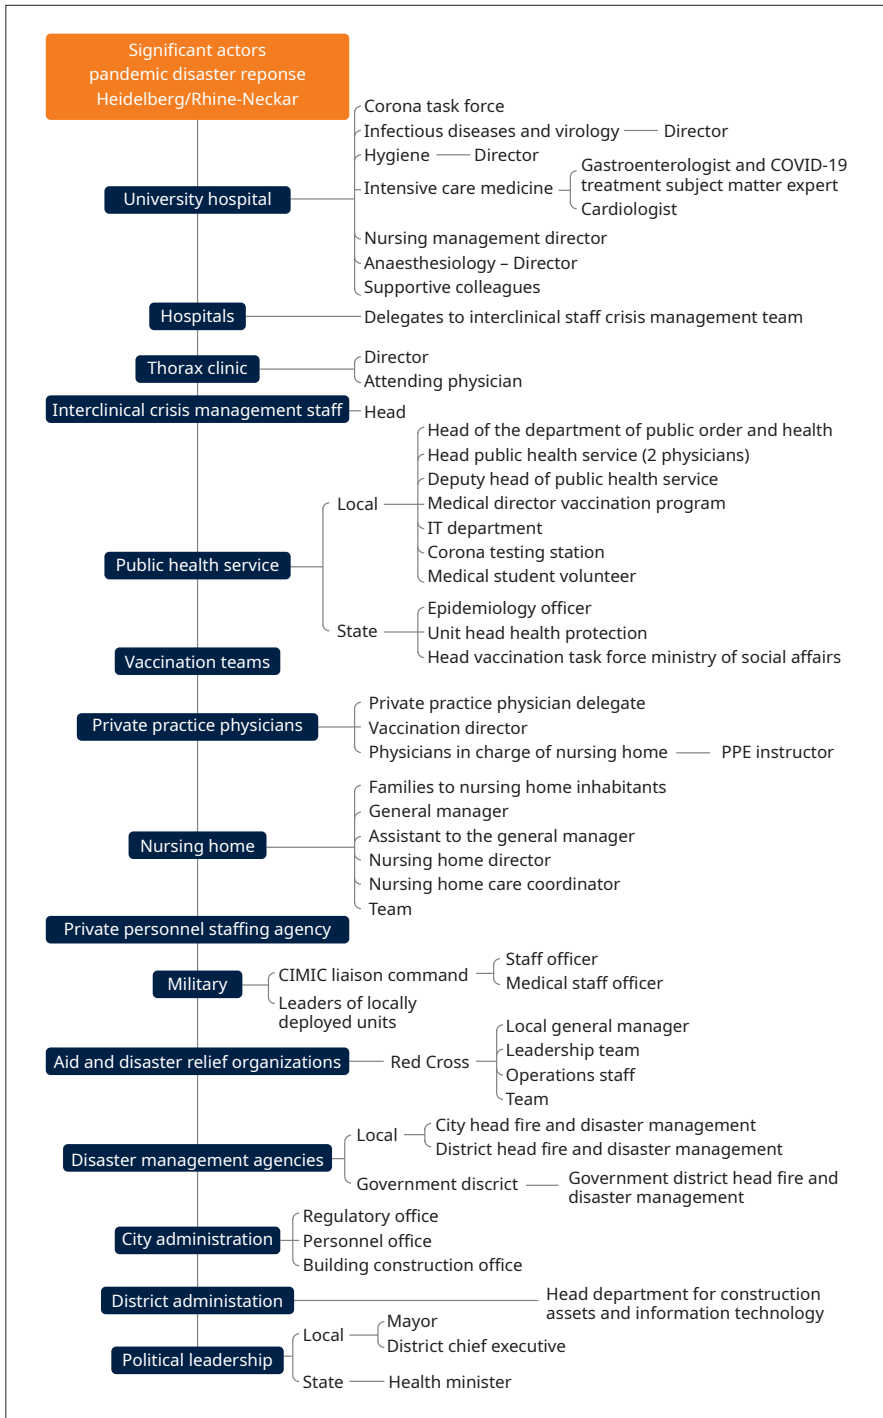 Significant actors
pandemic disaster reponse
Heidelberg/Rhine-Neckar
University hospital
Corona task force
Infectious diseases and virology
Director
Hygiene
Director
Intensive care medicine
Gastroenterologist and COVID-19
treatment subject matter expert
Cardiologist
Nursing management director
Anaesthesiology – Director
Supportive colleagues
Hospitals
Delegates to interclinical staff crisis management team
Thorax clinic
Director
Attending physician
Interclinical crisis management staff
Head
Public health service
Local
Head of the department of public order and health
Head public health service (2 physicians)
Deputy head of public health service
Medical director vaccination program
IT department
Corona testing station
Medical student volunteer
State
Epidemiology officer
Unit head health protection
Head vaccination task force ministry of social affairs
Vaccination teams
Private practice physicians
Private practice physician delegate
Vaccination director
Physicians in charge of nursing home
PPE instructor
Nursing home
Families to nursing home inhabitants
General manager
Assistant to the general manager
Nursing home director
Nursing home care coordinator
Team
Private personnel staffing agency
Military
CIMIC liaison command
Staff officer
Medical staff officer
Leaders of locally
deployed units
Aid and disaster relief organizations
Red Cross
Local general manager
Leadership team
Operations staff
Team
Disaster management agencies
Local
City head fire and disaster management
District head fire and disaster management
Government discrict
Government district head fire and
disaster management
City administration
Regulatory office
Personnel office
Building construction office
District administation
Head department for construction
assets and information technology
Political leadership
Local
Mayor
District chief executive
State
Health minister